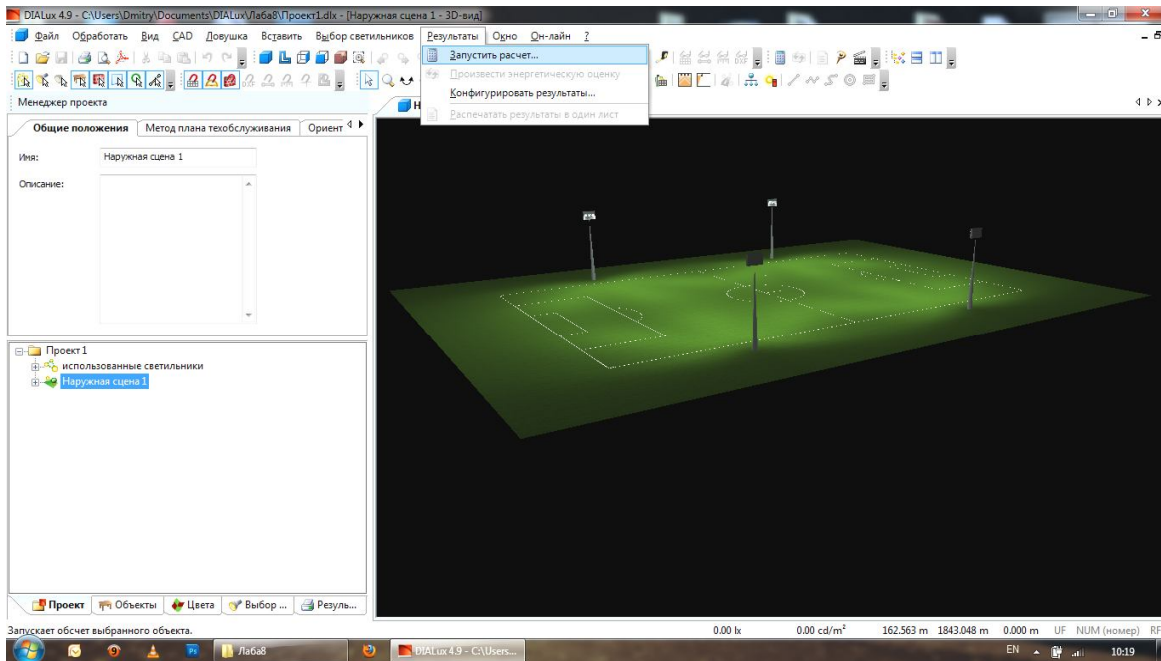 DIALux 4.9 - C:\Users\Dmitry\Documents\DIALux\Лаба8\Проект1.dlx - [Наружная сцена 1 - 3D-вид]
Файл Обработать Вид CAD Ловушка Вставить Выбор светильников Результаты Окно Он-лайн ?
Запустить расчет...
Произвести энергетическую оценку
Конфигурировать результаты...
Распечатать результаты в один лист
Менеджер проекта
Н
Общие положения Метод плана техобслуживания Ориент
Имя: Наружная сцена 1
Описание:
Проект 1
использованные светильники
Наружная сцена 1
Проект Объекты Цвета Выбор ... Резуль...
Запускает обсчет выбранного объекта. 0.00 lx 0.00 cd/m² 162.563 m 1843.048 m 0.000 m UF NUM (номер) RF
Ps Лаба8 DIALux 4.9 - C:\Users... EN 10:19